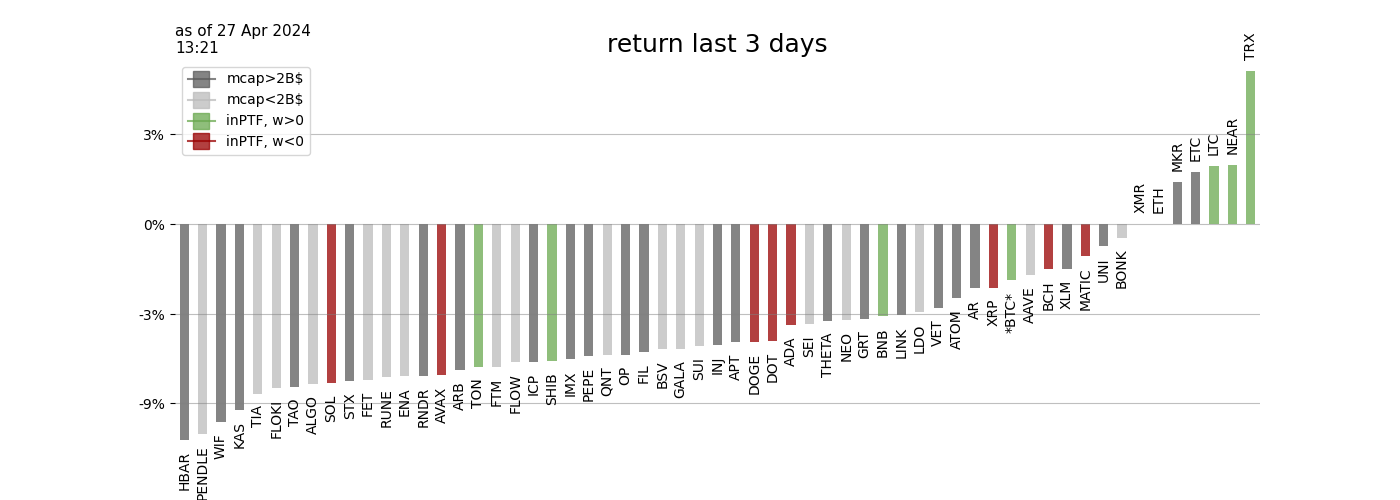 as of 27 Apr 2024
13:21
return last 3 days
mcap>2B$
mcap<2B$
inPTF, w>0
inPTF, w<0
3%
0%
-3%
-9%
HBAR
PENDLE
WIF
KAS
TIA
FLOKI
TAO
ALGO
SOL
STX
FET
RUNE
ENA
RNDR
AVAX
ARB
TON
FTM
FLOW
ICP
SHIB
IMX
PEPE
QNT
OP
FIL
BSV
GALA
SUI
INJ
APT
DOGE
DOT
ADA
SEI
THETA
NEO
GRT
BNB
LINK
LDO
VET
ATOM
AR
XRP
*BTC*
AAVE
BCH
XLM
MATIC
UNI
BONK
XMR
ETH
MKR
ETC
LTC
NEAR
TRX